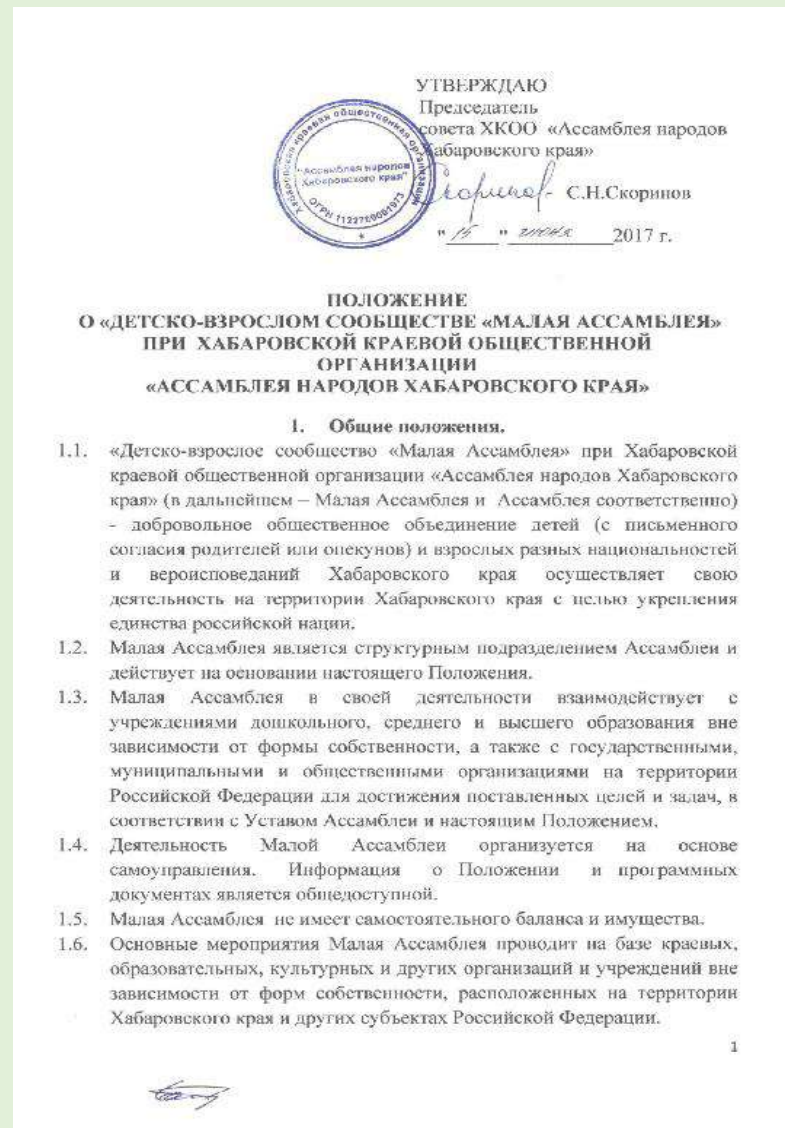 УТВЕРЖДАЮ
Председатель
совета ХКОО «Ассамблея народов
Хабаровского края»
Хабаровская краевая общественная организация
"Ассамблея народов
Хабаровского края"
ОГРН
С.Н.Скоринов
" 15 " июня 2017 г.
ПОЛОЖЕНИЕ
О «ДЕТСКО-ВЗРОСЛОМ СООБЩЕСТВЕ «МАЛАЯ АССАМБЛЕЯ»
ПРИ ХАБАРОВСКОЙ КРАЕВОЙ ОБЩЕСТВЕННОЙ
ОРГАНИЗАЦИИ
«АССАМБЛЕЯ НАРОДОВ ХАБАРОВСКОГО КРАЯ»
1. Общие положения.
1.1. «Детско-взрослое сообщество «Малая Ассамблея» при Хабаровской
краевой общественной организации «Ассамблея народов Хабаровского
края» (в дальнейшем – Малая Ассамблея и Ассамблея соответственно)
- добровольное общественное объединение детей (с письменного
согласия родителей или опекунов) и взрослых разных национальностей
и вероисповеданий Хабаровского края осуществляет свою
деятельность на территории Хабаровского края с целью укрепления
единства российской нации.
1.2. Малая Ассамблея является структурным подразделением Ассамблеи и
действует на основании настоящего Положения.
1.3. Малая Ассамблея в своей деятельности взаимодействует с
учреждениями дошкольного, среднего и высшего образования вне
зависимости от формы собственности, а также с государственными,
муниципальными и общественными организациями на территории
Российской Федерации для достижения поставленных целей и задач, в
соответствии с Уставом Ассамблеи и настоящим Положением.
1.4. Деятельность Малой Ассамблеи организуется на основе
самоуправления. Информация о Положении и программных
документах является общедоступной.
1.5. Малая Ассамблея не имеет самостоятельного баланса и имущества.
1.6. Основные мероприятия Малая Ассамблея проводит на базе краевых,
образовательных, культурных и других организаций и учреждений вне
зависимости от форм собственности, расположенных на территории
Хабаровского края и других субъектах Российской Федерации.
1